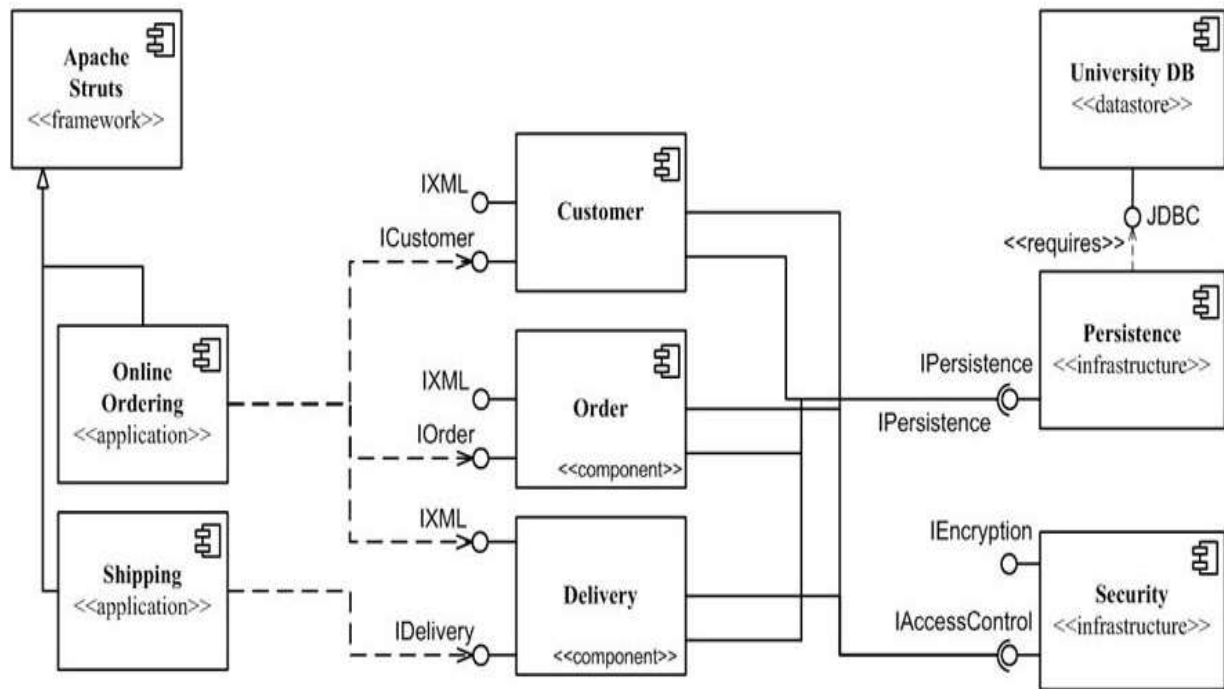 Apache
Struts
<<framework>>
University DB
<<datastore>>
JDBC
<<requires>>
IXML
Customer
ICustomer
Online
Ordering
<<application>>
IXML
Order
IOrder
<<component>>
Persistence
<<infrastructure>>
IPersistence
IPersistence
Shipping
<<application>>
IXML
Delivery
IDelivery
<<component>>
IEncryption
Security
<<infrastructure>>
IAccessControl